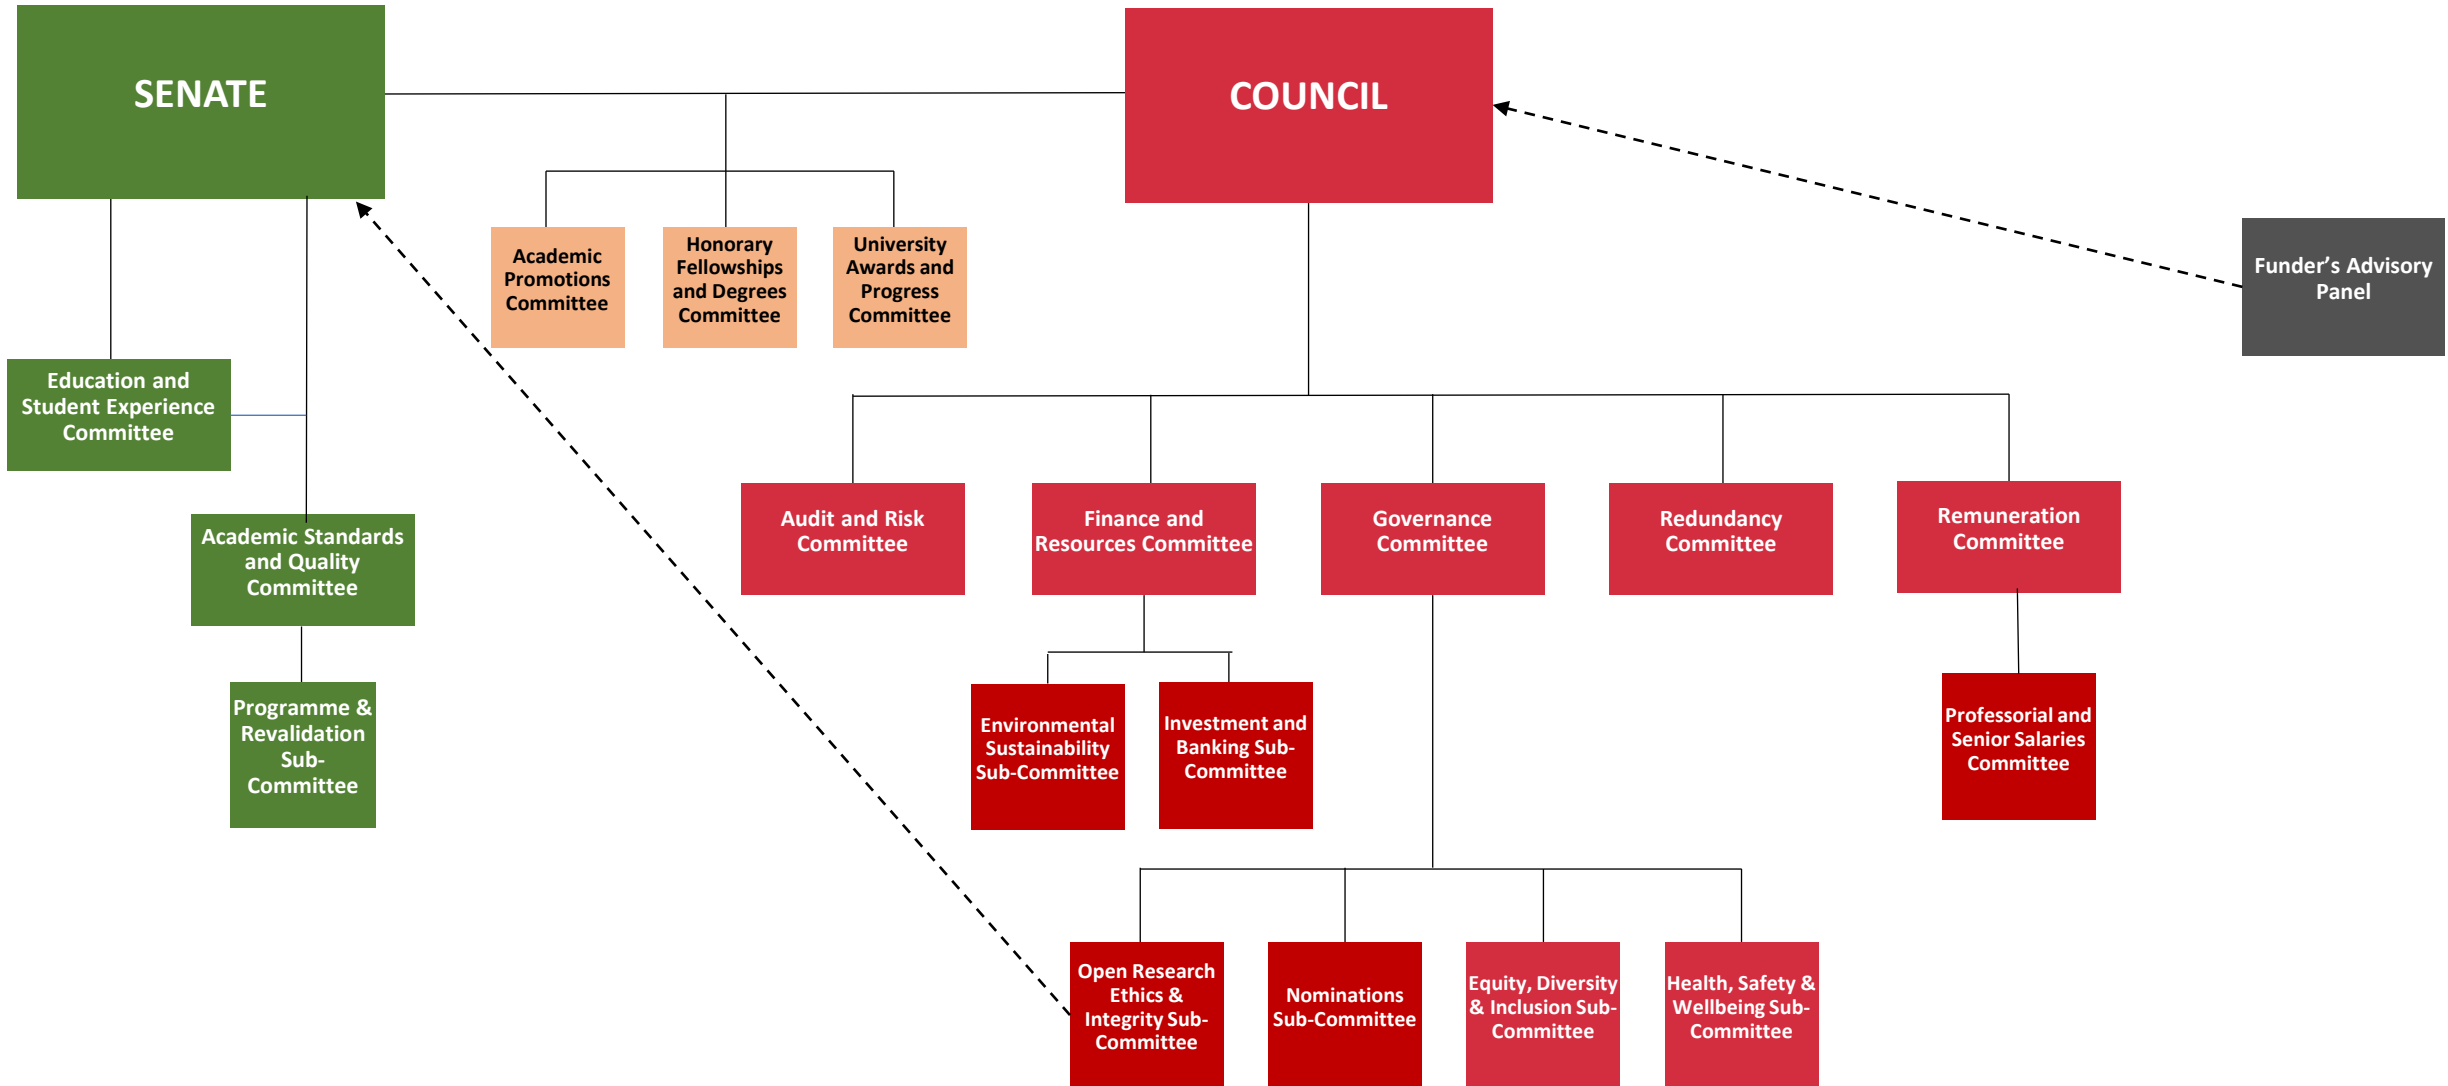 SENATE
COUNCIL
Academic
Promotions
Committee
Honorary
Fellowships
and Degrees
Committee
University
Awards and
Progress
Committee
Funder’s Advisory
Panel
Education and
Student Experience
Committee
Academic Standards
and Quality
Committee
Audit and Risk
Committee
Finance and
Resources Committee
Governance
Committee
Redundancy
Committee
Remuneration
Committee
Programme &
Revalidation
Sub-
Committee
Environmental
Sustainability
Sub-Committee
Investment and
Banking Sub-
Committee
Professorial and
Senior Salaries
Committee
Open Research
Ethics &
Integrity Sub-
Committee
Nominations
Sub-Committee
Equity, Diversity
& Inclusion Sub-
Committee
Health, Safety &
Wellbeing Sub-
Committee